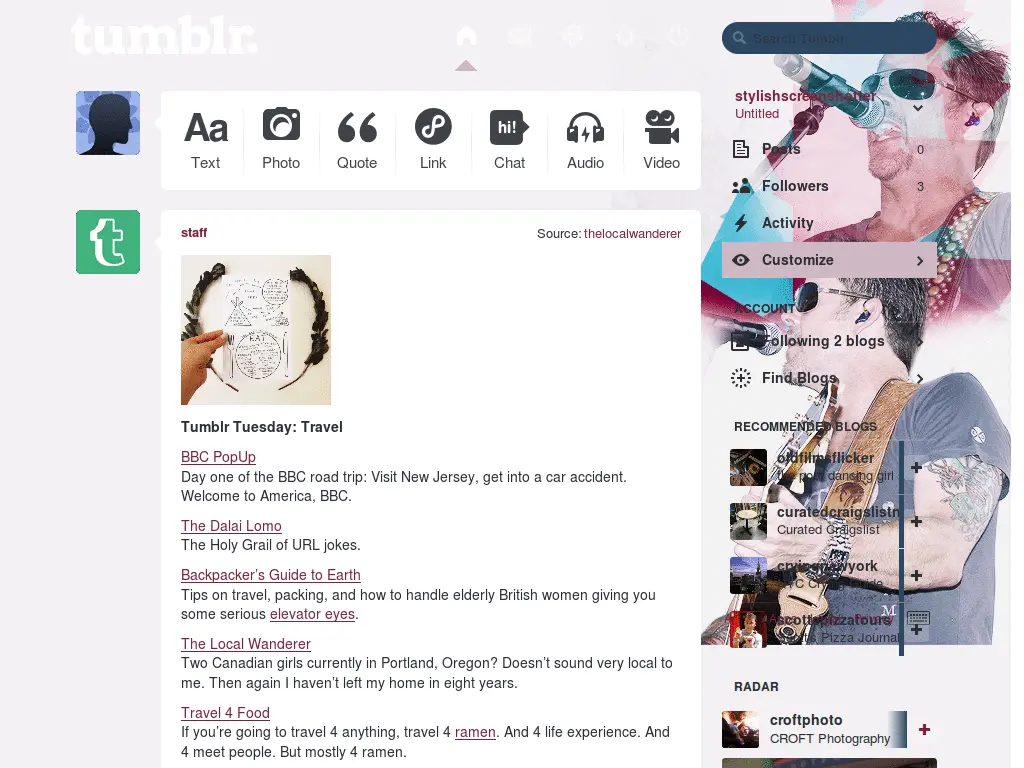 tumblr.
Search Tumblr
Aa
hi!
Text Photo Quote Link Chat Audio Video
stylishscreenshotter
Untitled
Posts 0
Followers 3
Activity
Customize
ACCOUNT
Following 2 blogs
Find Blogs
RECOMMENDED BLOGS
oldfilmsflicker
the pom dancing girl
Curated Craigslist
cryingnewyork
scottspizzatours
Scott's Pizza Journal
RADAR
croftphoto
CROFT Photography
t
staff
Source: thelocalwanderer
EAT
Tumblr Tuesday: Travel
BBC PopUp
Day one of the BBC road trip: Visit New Jersey, get into a car accident.
Welcome to America, BBC.
The Dalai Lomo
The Holy Grail of URL jokes.
Backpacker’s Guide to Earth
Tips on travel, packing, and how to handle elderly British women giving you
some serious elevator eyes.
The Local Wanderer
Two Canadian girls currently in Portland, Oregon? Doesn’t sound very local to
me. Then again I haven’t left my home in eight years.
Travel 4 Food
If you’re going to travel 4 anything, travel 4 ramen. And 4 life experience. And
4 meet people. But mostly 4 ramen.